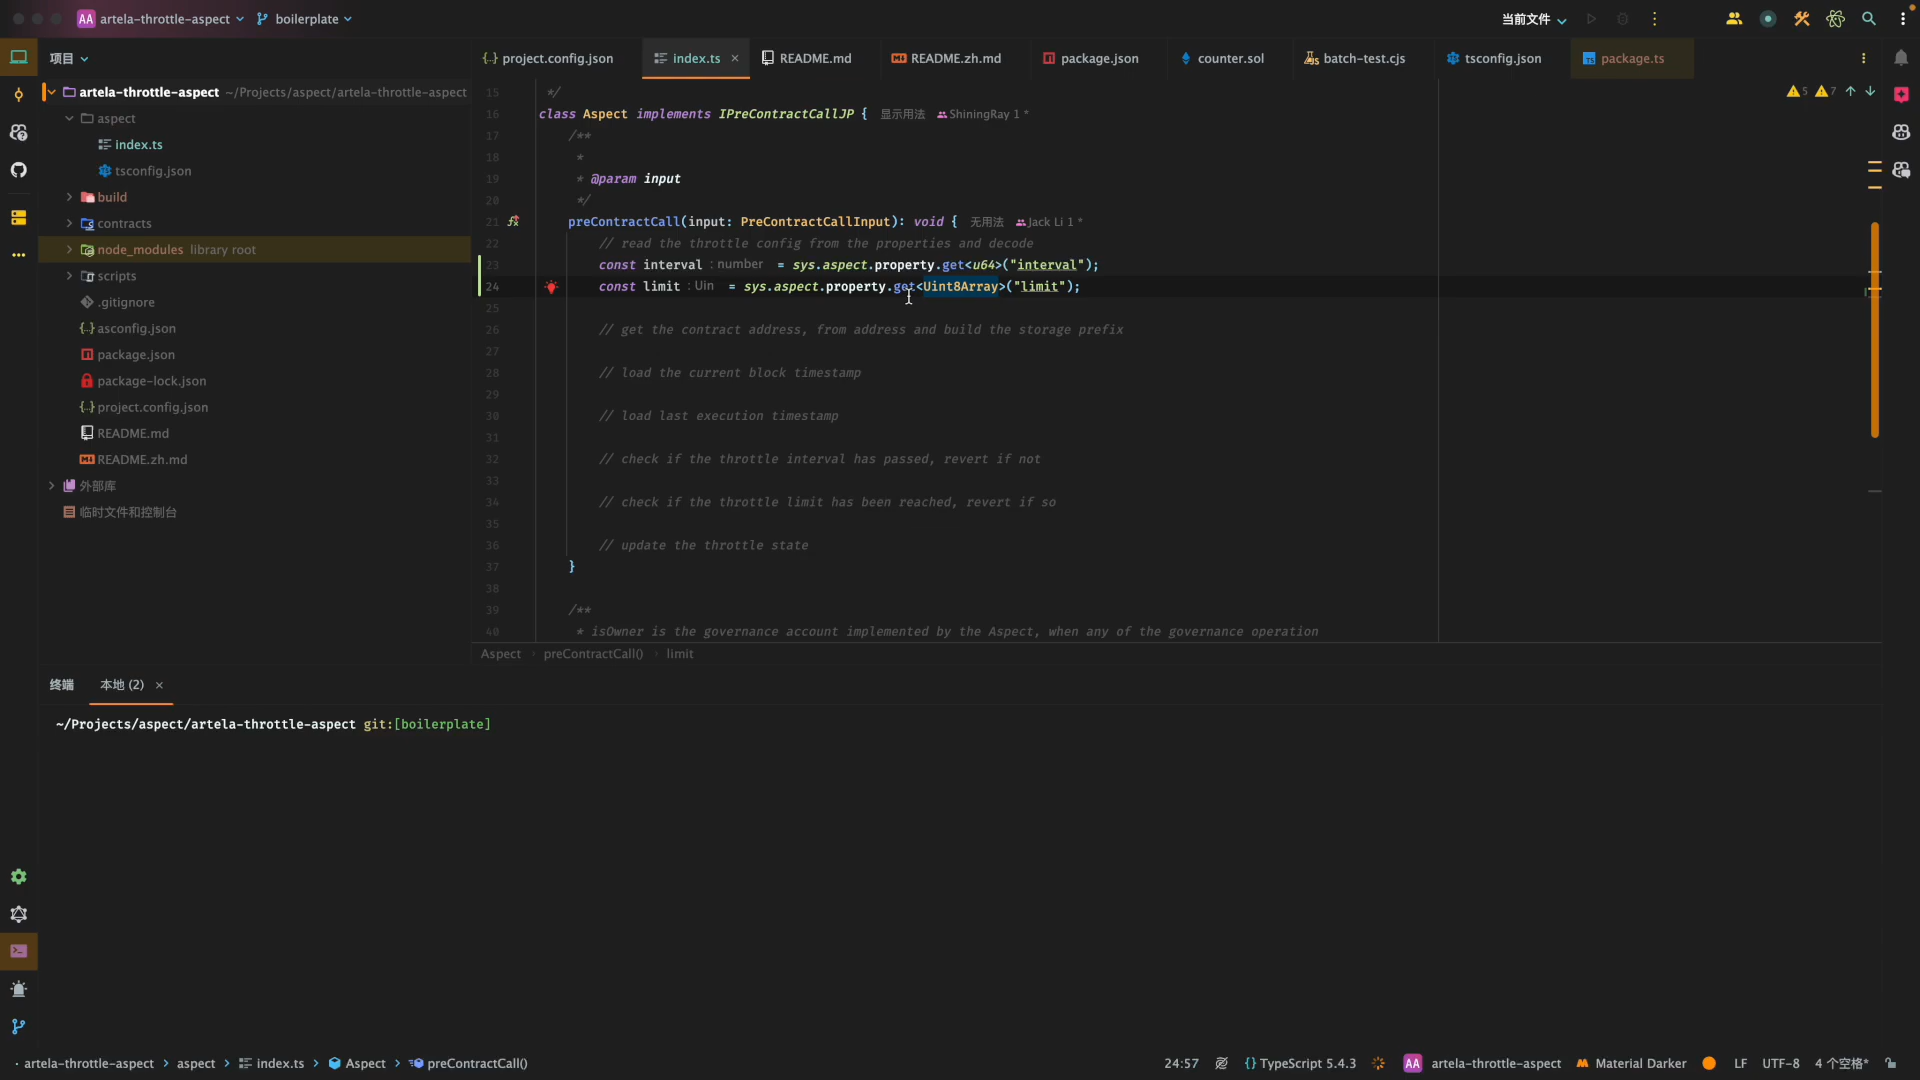 AA artela-throttle-aspect boilerplate 当前文件
项目
project.config.json index.ts README.md README.zh.md package.json counter.sol batch-test.cjs tsconfig.json package.ts
artela-throttle-aspect ~/Projects/aspect/artela-throttle-aspect
aspect
index.ts
tsconfig.json
build
contracts
node_modules library root
scripts
.gitignore
asconfig.json
package.json
package-lock.json
project.config.json
README.md
README.zh.md
外部库
临时文件和控制台
5 7
15 */
16 class Aspect implements IPreContractCallJP { 显示用法 ShiningRay 1 *
17 /**
18 *
19 * @param input
20 */
21 preContractCall(input: PreContractCallInput): void { 无用法 Jack Li 1 *
22 // read the throttle config from the properties and decode
23 const interval : number = sys.aspect.property.get<u64>("interval");
24 const limit : Uin = sys.aspect.property.get<Uint8Array>("limit");
25
26 // get the contract address, from address and build the storage prefix
27
28 // load the current block timestamp
29
30 // load last execution timestamp
31
32 // check if the throttle interval has passed, revert if not
33
34 // check if the throttle limit has been reached, revert if so
35
36 // update the throttle state
37 }
38
39 /**
40 * isOwner is the governance account implemented by the Aspect, when any of the governance operation
Aspect preContractCall() limit
终端 本地 (2)
~/Projects/aspect/artela-throttle-aspect git:[boilerplate]
artela-throttle-aspect aspect index.ts Aspect preContractCall() 24:57 {} TypeScript 5.4.3 AA artela-throttle-aspect Material Darker LF UTF-8 4 个空格*